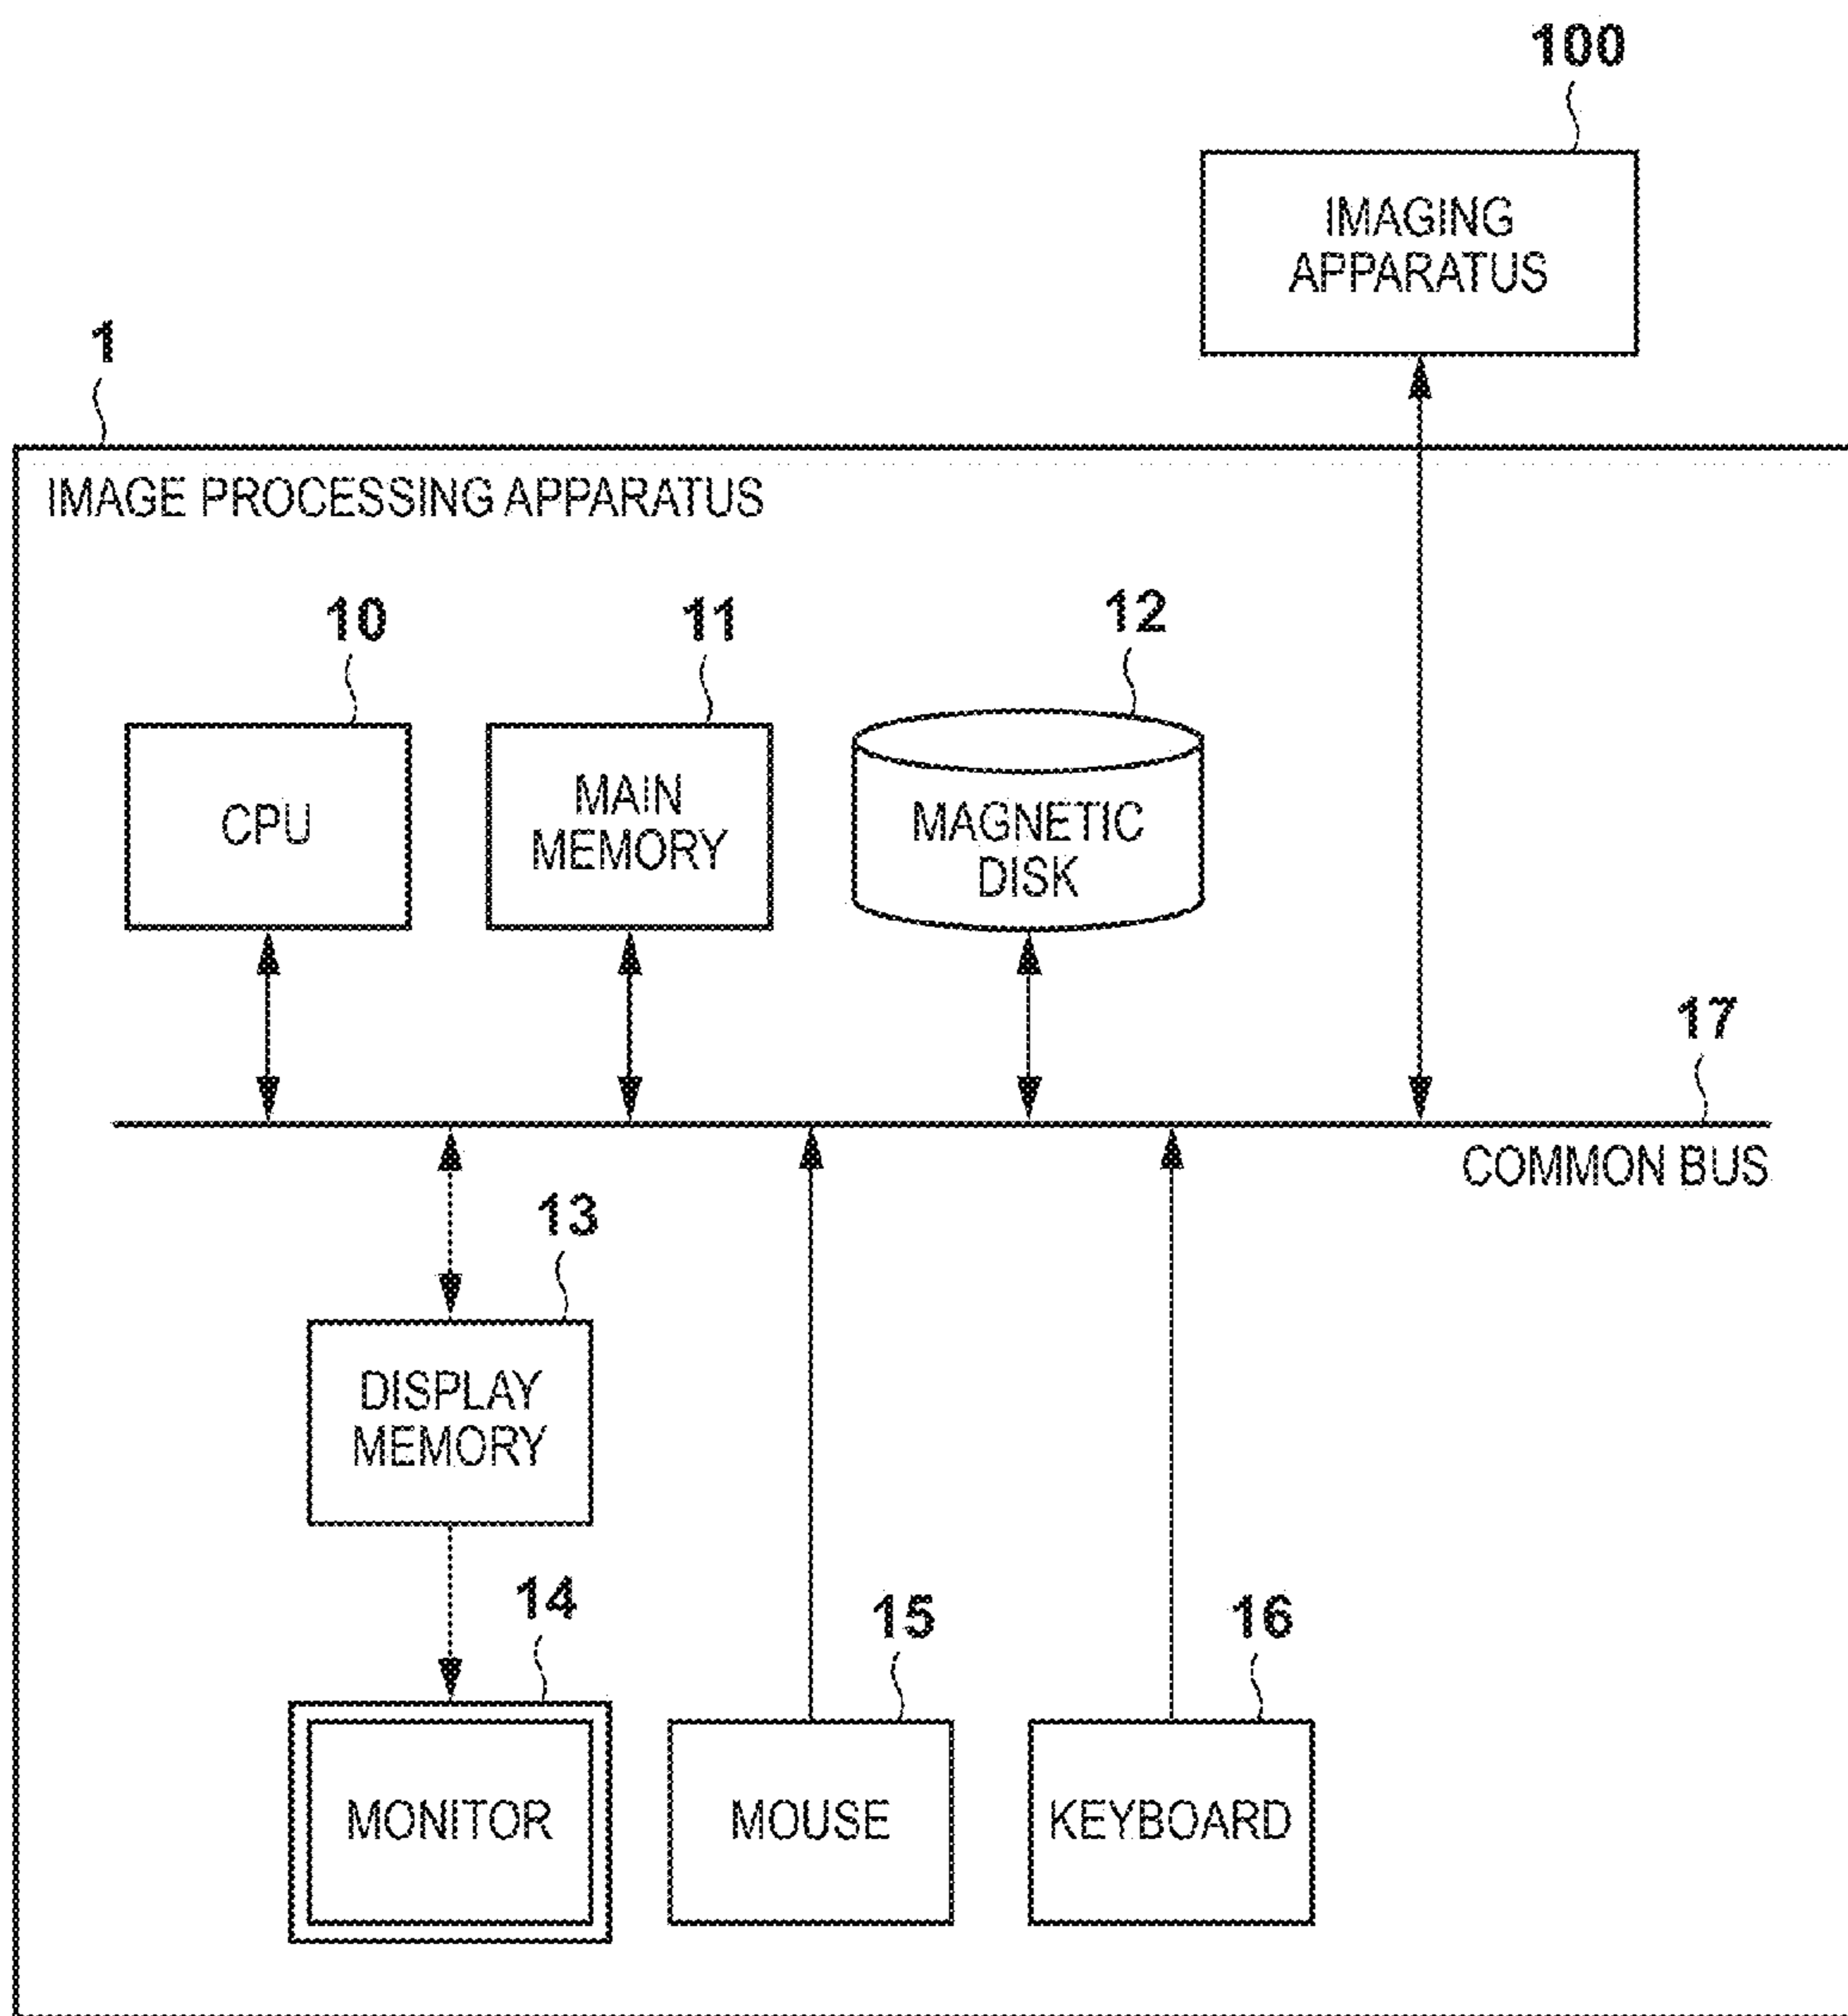 100
IMAGING
APPARATUS
1
IMAGE PROCESSING APPARATUS
10
11
12
CPU
MAIN
MEMORY
MAGNETIC
DISK
17
COMMON BUS
13
DISPLAY
MEMORY
14
15
16
MONITOR
MOUSE
KEYBOARD